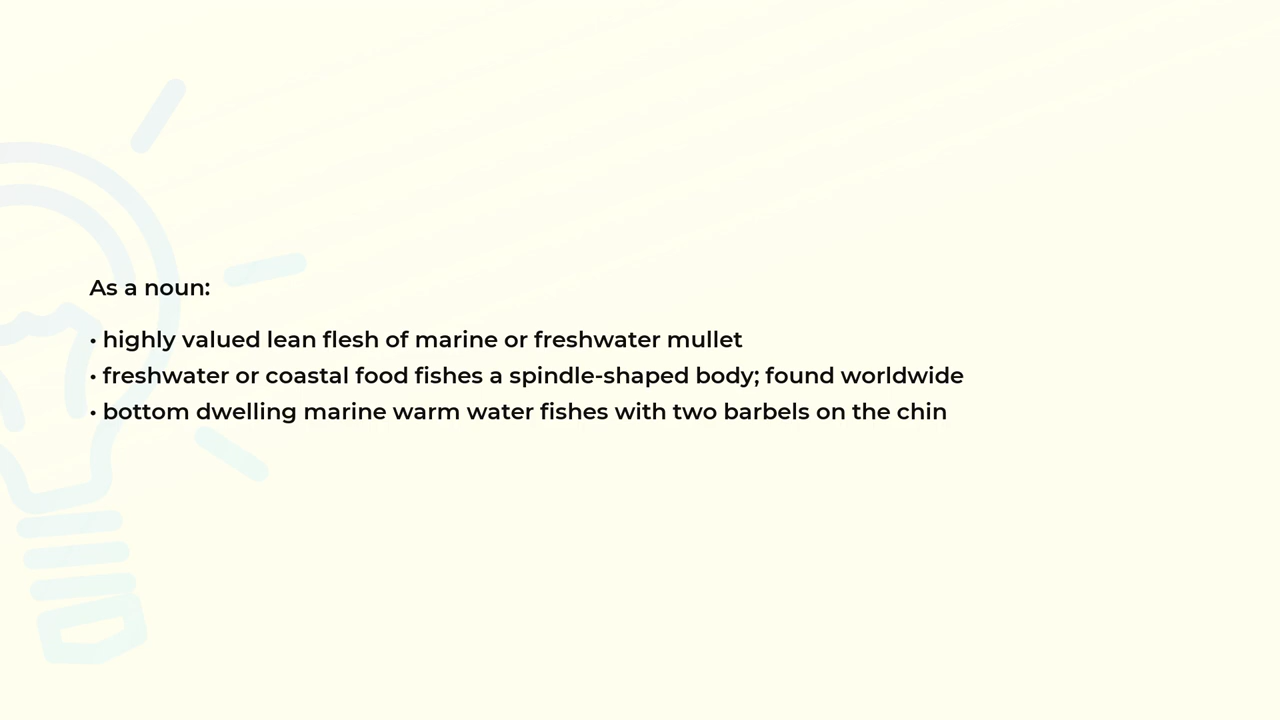 As a noun:
• highly valued lean flesh of marine or freshwater mullet
• freshwater or coastal food fishes a spindle-shaped body; found worldwide
• bottom dwelling marine warm water fishes with two barbels on the chin